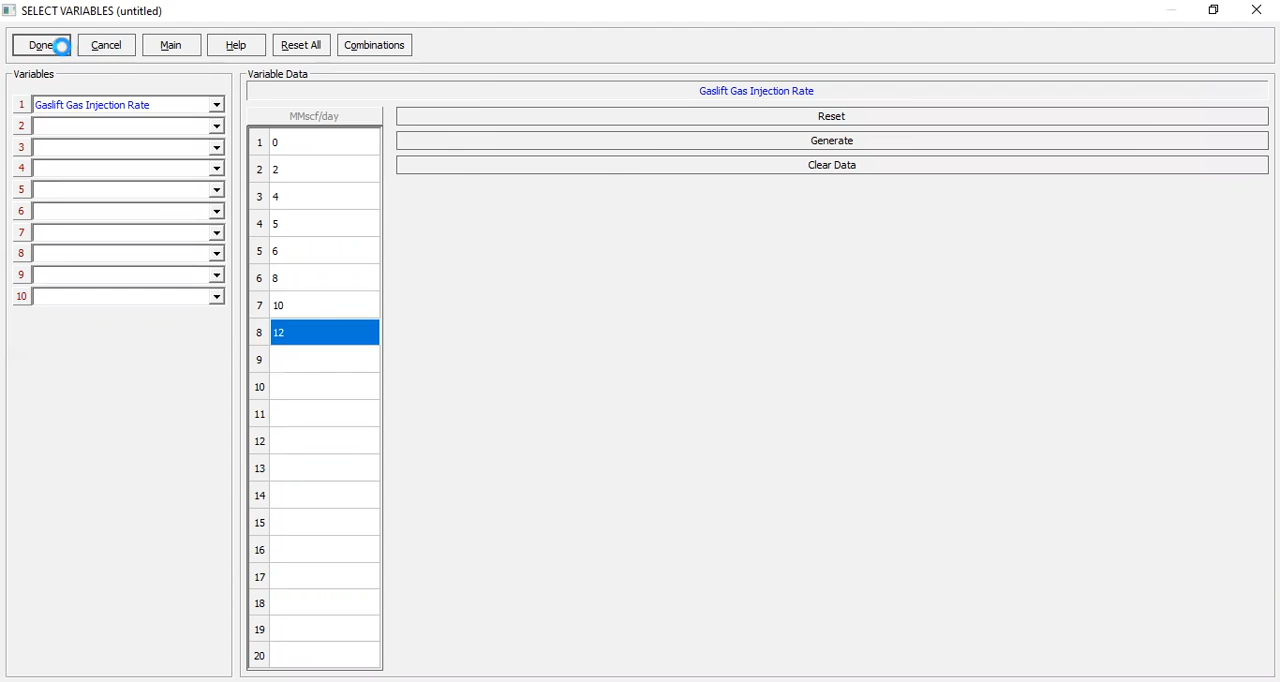 SELECT VARIABLES (untitled)
Done Cancel Main Help Reset All Combinations
Variables
1 Gaslift Gas Injection Rate
2
3
4
5
6
7
8
9
10
Variable Data
Gaslift Gas Injection Rate
MMscf/day
1 0
2 2
3 4
4 5
5 6
6 8
7 10
8 12
9
10
11
12
13
14
15
16
17
18
19
20
Reset
Generate
Clear Data